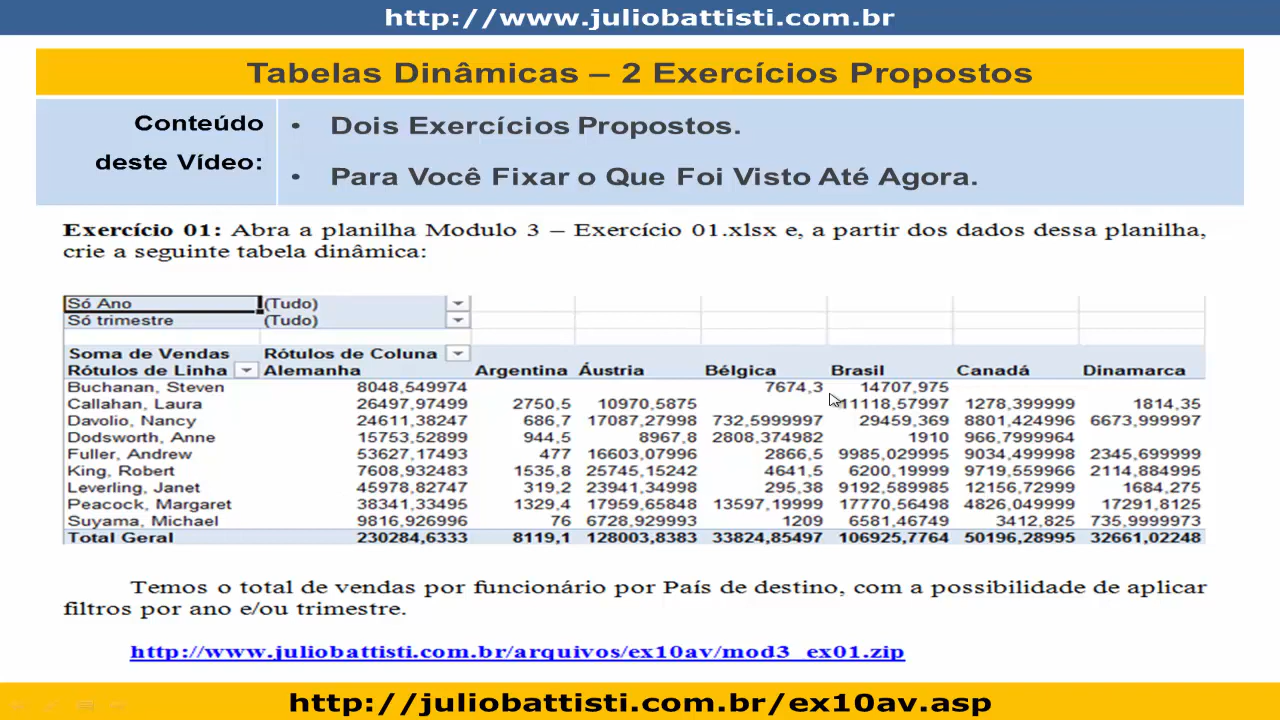 http://www.juliobattisti.com.br
Tabelas Dinâmicas – 2 Exercícios Propostos
Conteúdo deste Vídeo:
• Dois Exercícios Propostos.
• Para Você Fixar o Que Foi Visto Até Agora.
Exercício 01: Abra a planilha Modulo 3 – Exercício 01.xlsx e, a partir dos dados dessa planilha,
crie a seguinte tabela dinâmica:
Só Ano (Tudo)
Só trimestre (Tudo)
Soma de Vendas Rótulos de Coluna
Rótulos de Linha Alemanha Argentina Áustria Bélgica Brasil Canadá Dinamarca
Buchanan, Steven 8048,549974 7674,3 14707,975
Callahan, Laura 26497,97499 2750,5 10970,5875 11118,57997 1278,399999 1814,35
Davolio, Nancy 24611,38247 686,7 17087,27998 732,5999997 29459,369 8801,424996 6673,999997
Dodsworth, Anne 15753,52899 944,5 8967,8 2808,374982 1910 966,7999964
Fuller, Andrew 53627,17493 477 16603,07996 2866,5 9985,029995 9034,499998 2345,699999
King, Robert 7608,932483 1535,8 25745,15242 4641,5 6200,19999 9719,559966 2114,884995
Leverling, Janet 45978,82747 319,2 23941,34998 295,38 9192,589985 12156,72999 1684,275
Peacock, Margaret 38341,33495 1329,4 17959,65848 13597,19999 17770,56498 4826,049999 17291,8125
Suyama, Michael 9816,926996 76 6728,929993 1209 6581,46749 3412,825 735,9999973
Total Geral 230284,6333 8119,1 128003,8383 33824,85497 106925,7764 50196,28995 32661,02248
Temos o total de vendas por funcionário por País de destino, com a possibilidade de aplicar
filtros por ano e/ou trimestre.
http://www.juliobattisti.com.br/arquivos/ex10av/mod3_ex01.zip
http://juliobattisti.com.br/ex10av.asp